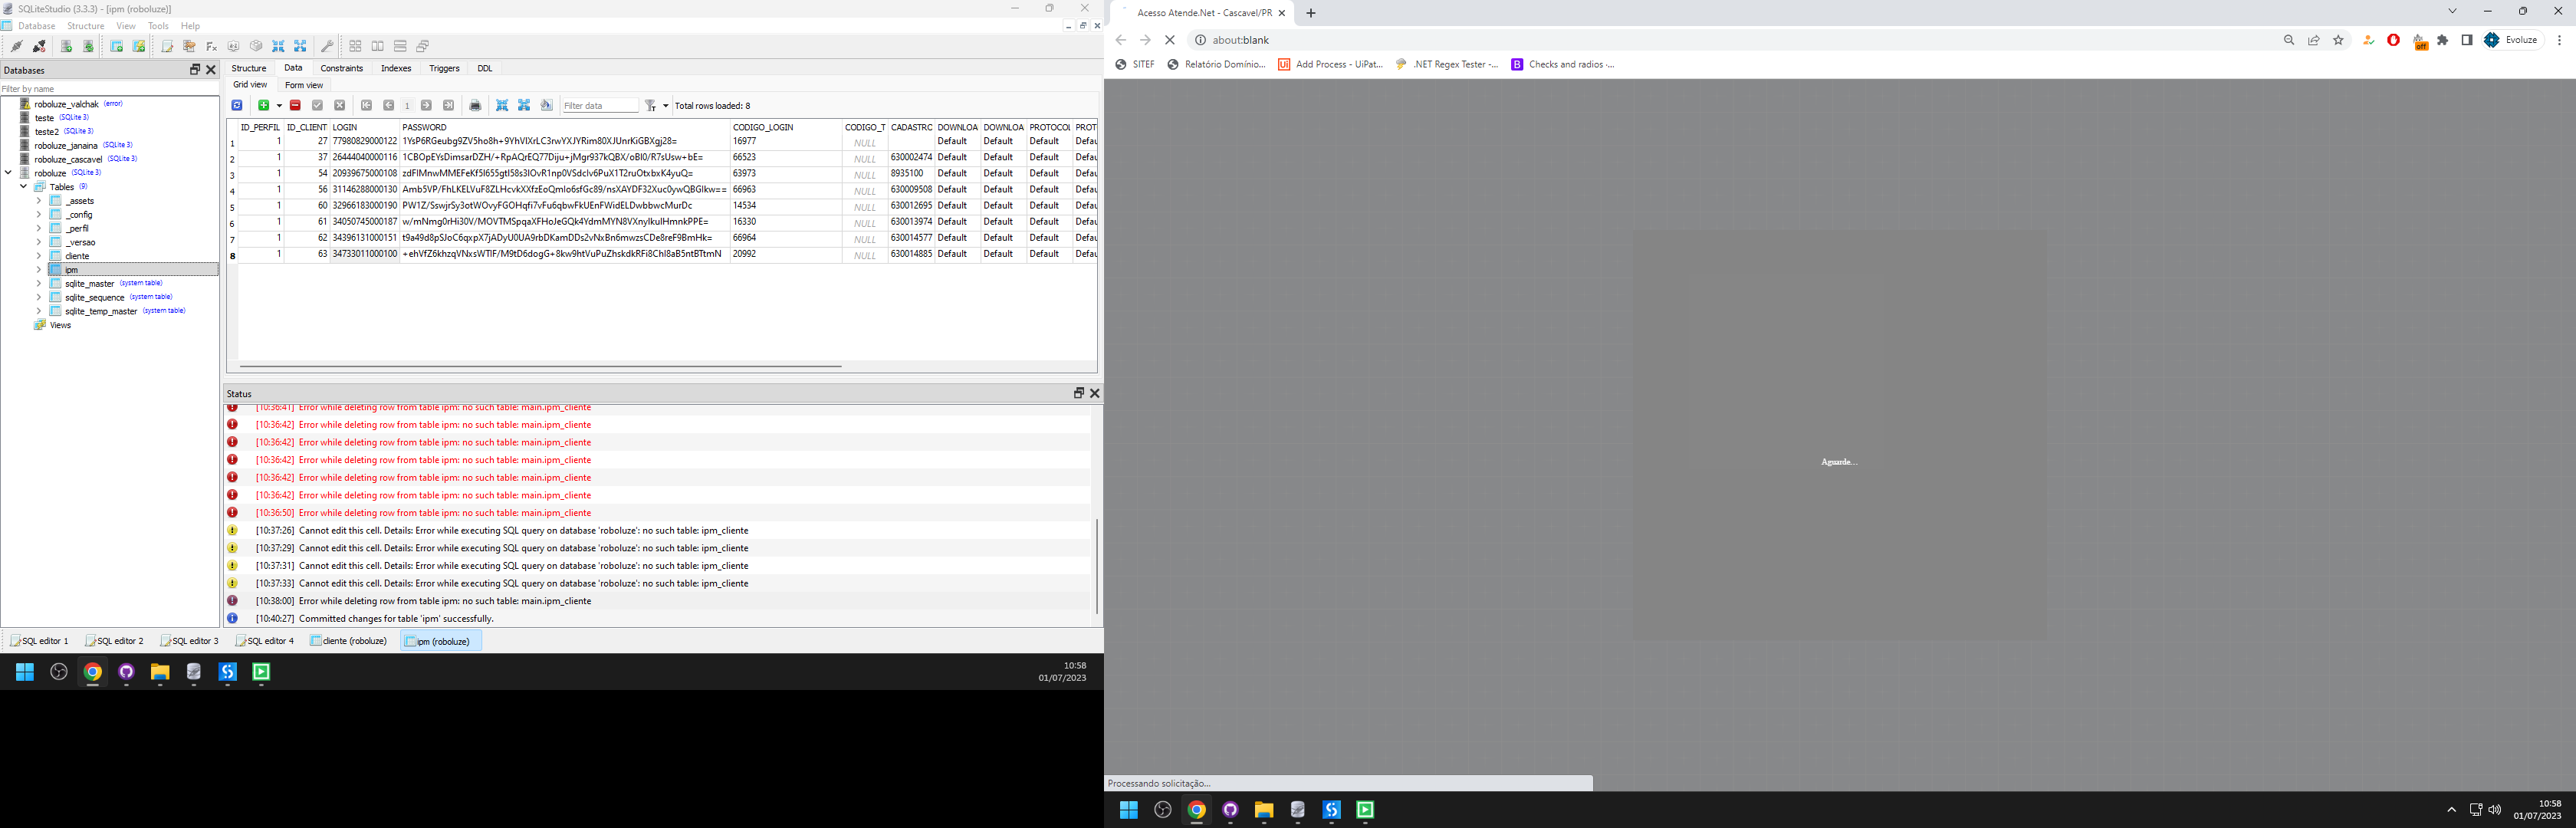 SQLiteStudio (3.3.3) - [ipm (roboluze)]
Database Structure View Tools Help
Databases
Filter by name
roboluze_valchak (error)
teste (SQLite 3)
teste2 (SQLite 3)
roboluze_janaina (SQLite 3)
roboluze_cascavel (SQLite 3)
roboluze (SQLite 3)
Tables (9)
_assets
_config
_perfil
_versao
cliente
ipm
sqlite_master (system table)
sqlite_sequence (system table)
sqlite_temp_master (system table)
Views
Structure Data Constraints Indexes Triggers DDL
Grid view Form view
1 Filter data Total rows loaded: 8
ID_PERFIL ID_CLIENT LOGIN PASSWORD CODIGO_LOGIN CODIGO_T CADASTRC DOWNLOA DOWNLOA PROTOCOL PROT
1 1 27 77980829000122 16977 NULL Default Default Default Defau
2 1 37 26444040000116 66523 NULL 630002474 Default Default Default Defau
3 1 54 20939675000108 63973 NULL 8935100 Default Default Default Defau
4 1 56 31146288000130 66963 NULL 630009508 Default Default Default Defau
5 1 60 32966183000190 14534 NULL 630012695 Default Default Default Defau
6 1 61 34050745000187 16330 NULL 630013974 Default Default Default Defau
7 1 62 34396131000151 66964 NULL 630014577 Default Default Default Defau
8 1 63 34733011000100 20992 NULL 630014885 Default Default Default Defau
Status
[10:36:41] Error while deleting row from table ipm: no such table: main.ipm_cliente
[10:36:42] Error while deleting row from table ipm: no such table: main.ipm_cliente
[10:36:42] Error while deleting row from table ipm: no such table: main.ipm_cliente
[10:36:42] Error while deleting row from table ipm: no such table: main.ipm_cliente
[10:36:42] Error while deleting row from table ipm: no such table: main.ipm_cliente
[10:36:42] Error while deleting row from table ipm: no such table: main.ipm_cliente
[10:36:50] Error while deleting row from table ipm: no such table: main.ipm_cliente
[10:37:26] Cannot edit this cell. Details: Error while executing SQL query on database 'roboluze': no such table: ipm_cliente
[10:37:29] Cannot edit this cell. Details: Error while executing SQL query on database 'roboluze': no such table: ipm_cliente
[10:37:31] Cannot edit this cell. Details: Error while executing SQL query on database 'roboluze': no such table: ipm_cliente
[10:37:33] Cannot edit this cell. Details: Error while executing SQL query on database 'roboluze': no such table: ipm_cliente
[10:38:00] Error while deleting row from table ipm: no such table: main.ipm_cliente
[10:40:27] Committed changes for table 'ipm' successfully.
SQL editor 1 SQL editor 2 SQL editor 3 SQL editor 4 cliente (roboluze) ipm (roboluze)
10:58
01/07/2023
Acesso Atende.Net - Cascavel/PR
about:blank
off
Evoluze
SITEF Relatório Domínio... Ui Add Process - UiPat... .NET Regex Tester -... B Checks and radios ·...
Aguarde...
Processando solicitação...
10:58
01/07/2023